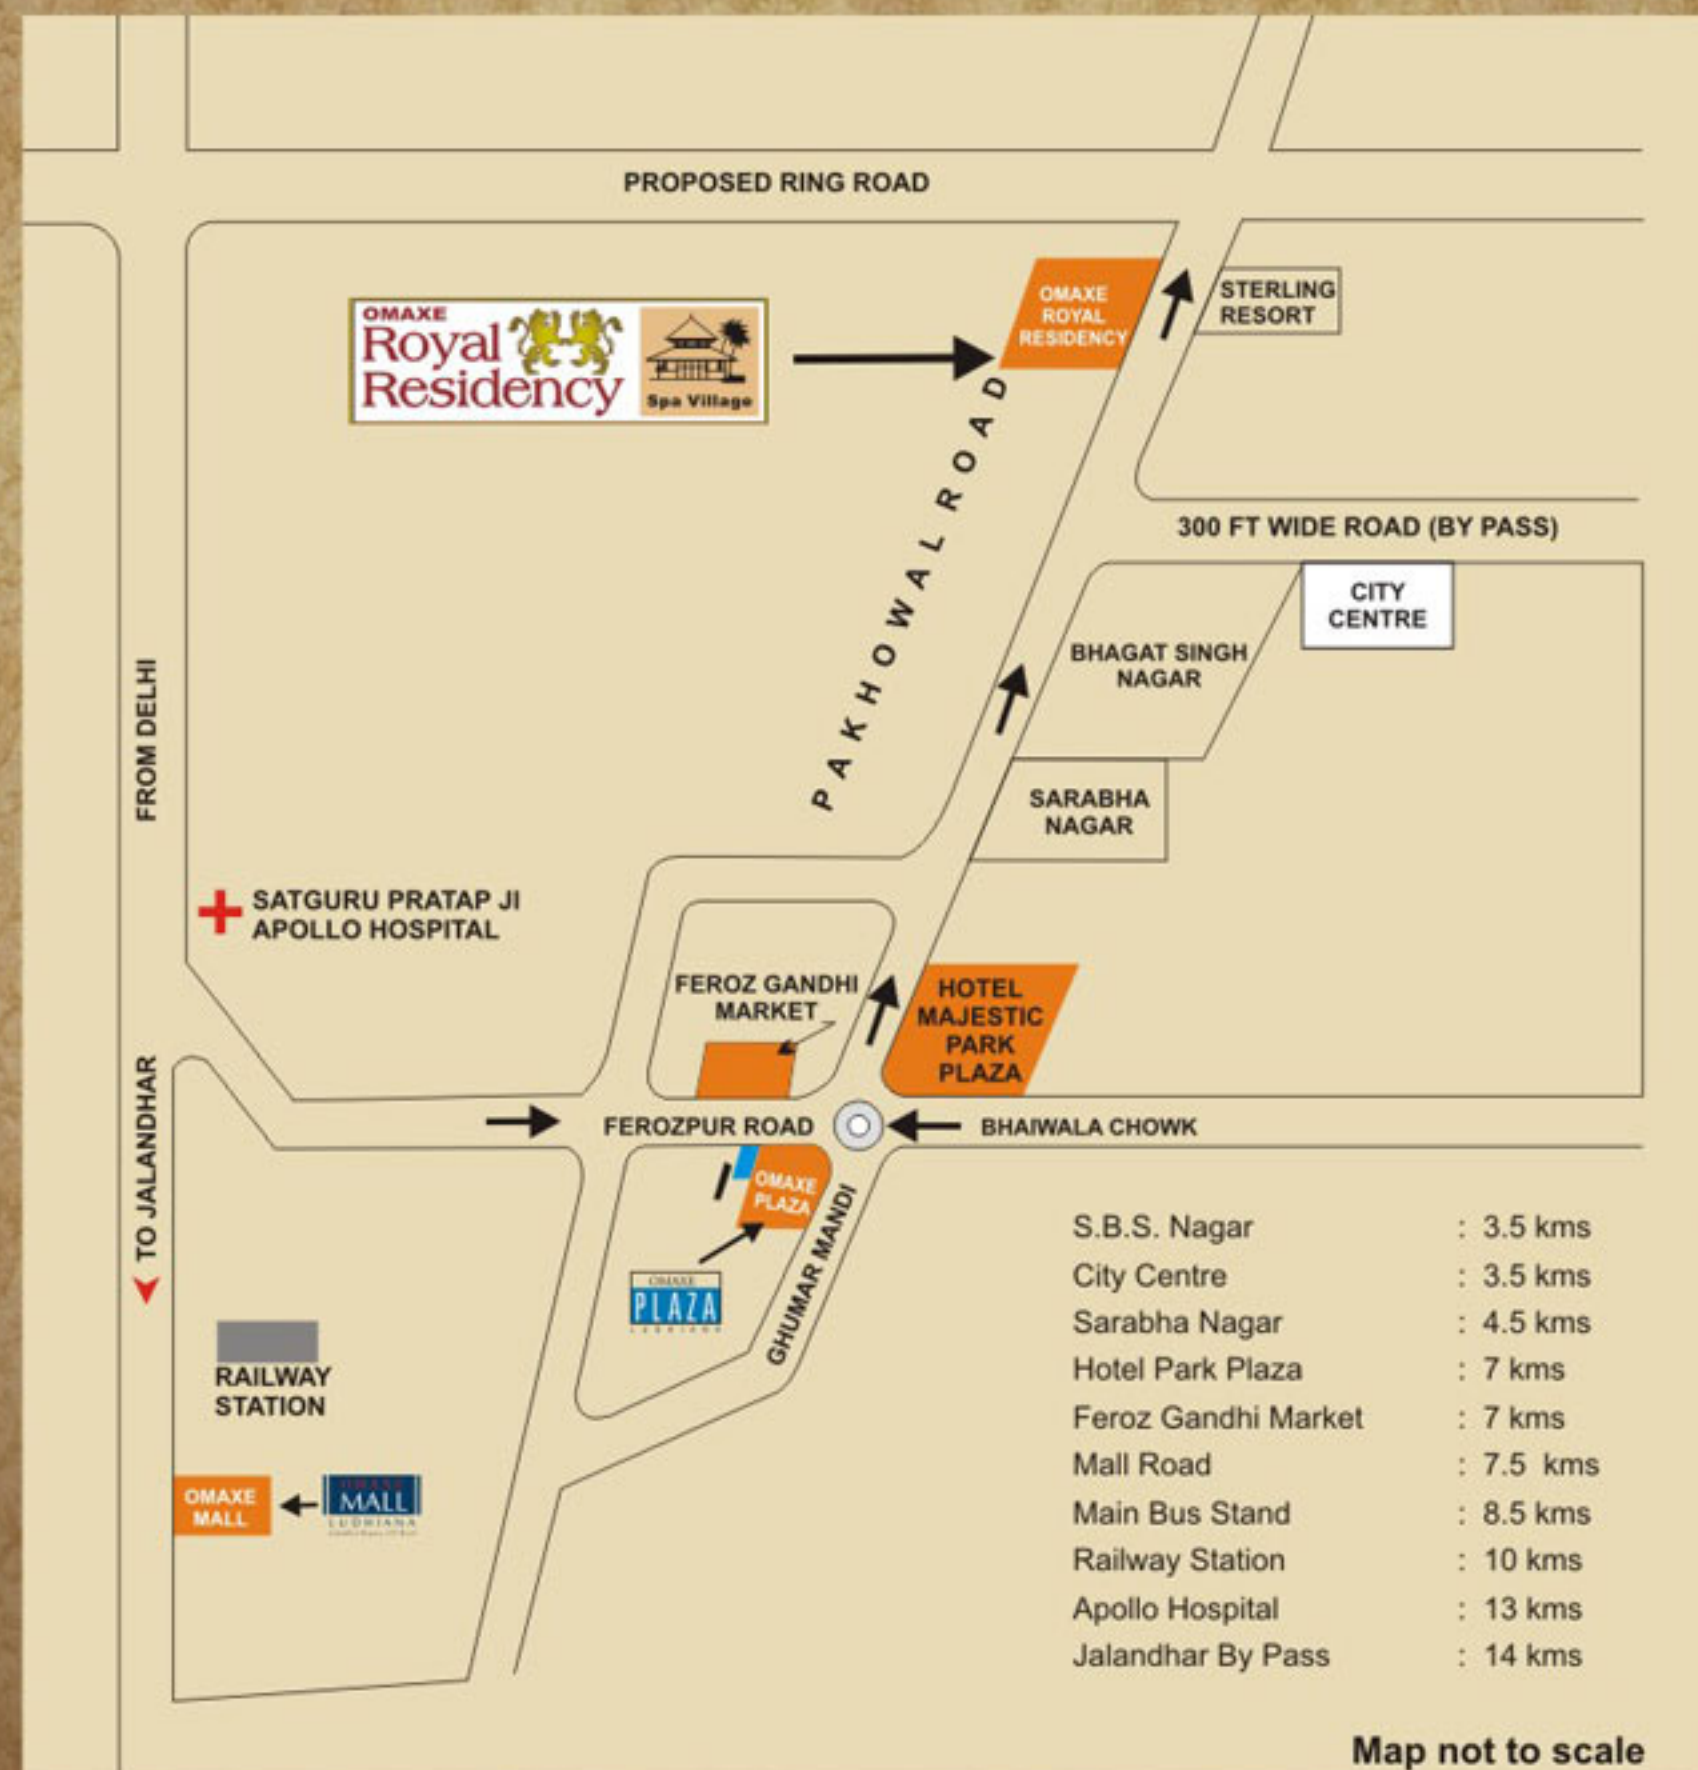 PROPOSED RING ROAD
OMAXE
Royal
Residency
Spa Village
OMAXE
ROYAL
RESIDENCY
STERLING
RESORT
PAKHOWAL ROAD
300 FT WIDE ROAD (BY PASS)
CITY
CENTRE
BHAGAT SINGH
NAGAR
FROM DELHI
SARABHA
NAGAR
SATGURU PRATAP JI
APOLLO HOSPITAL
FEROZ GANDHI
MARKET
HOTEL
MAJESTIC
PARK
PLAZA
TO JALANDHAR
FEROZPUR ROAD
BHAIWALA CHOWK
OMAXE
PLAZA
GHUMAR MANDI
OMAXE
PLAZA
LUDHIANA
RAILWAY
STATION
OMAXE
MALL
OMAXE
MALL
LUDHIANA
S.B.S. Nagar : 3.5 kms
City Centre : 3.5 kms
Sarabha Nagar : 4.5 kms
Hotel Park Plaza : 7 kms
Feroz Gandhi Market : 7 kms
Mall Road : 7.5 kms
Main Bus Stand : 8.5 kms
Railway Station : 10 kms
Apollo Hospital : 13 kms
Jalandhar By Pass : 14 kms
Map not to scale